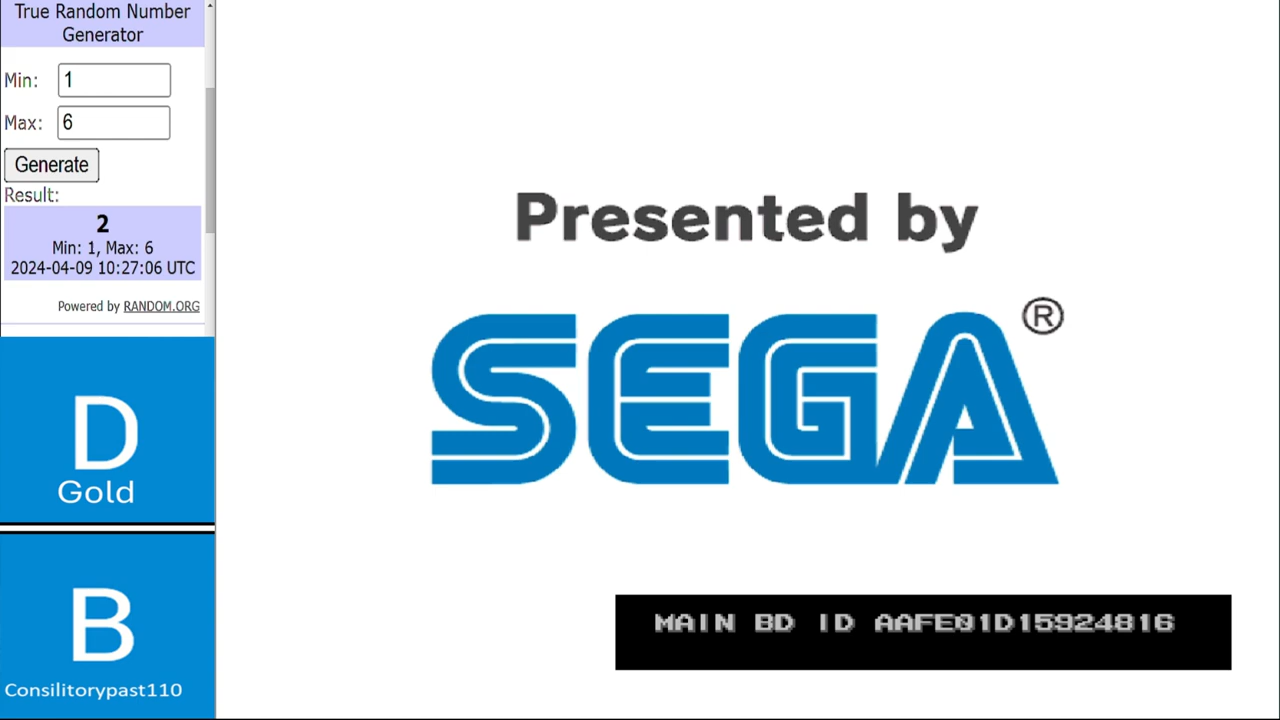 True Random Number
Generator
Min: 1
Max: 6
Generate
Result:
2
Min: 1, Max: 6
2024-04-09 10:27:06 UTC
Powered by RANDOM.ORG
D
Gold
B
Consilitorypast110
Presented by
SEGA®
MAIN BD ID AAFE01D15924816